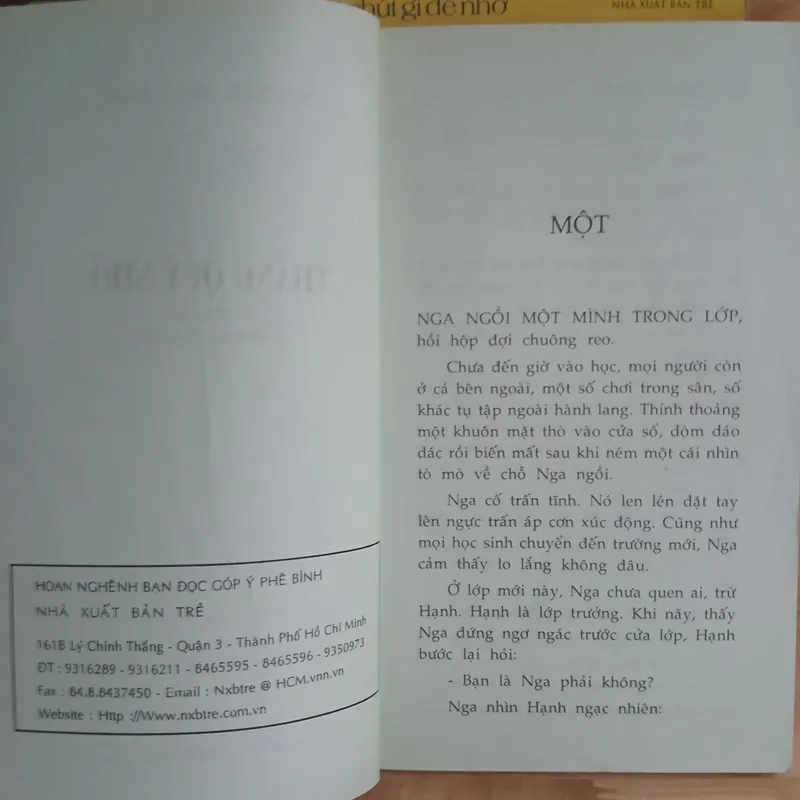 chút gì để nhớ
NHÀ XUẤT BẢN TRẺ
HOAN NGHÊNH BẠN ĐỌC GÓP Ý PHÊ BÌNH
NHÀ XUẤT BẢN TRẺ
161B Lý Chính Thắng - Quận 3 - Thành Phố Hồ Chí Minh
ĐT : 9316289 - 9316211 - 8465595 - 8465596 - 9350973
Fax : 84.8.8437450 - Email : Nxbtre @ HCM.vnn.vn
Website : Http ://Www.nxbtre.com.vn
MỘT
NGA NGỒI MỘT MÌNH TRONG LỚP,
hồi hộp đợi chuông reo.
Chưa đến giờ vào học, mọi người còn
ở cả bên ngoài, một số chơi trong sân, số
khác tụ tập ngoài hành lang. Thỉnh thoảng
một khuôn mặt thò vào cửa sổ, dòm dáo
dác rồi biến mất sau khi ném một cái nhìn
tò mò về chỗ Nga ngồi.
Nga cố trấn tĩnh. Nó len lén đặt tay
lên ngực trấn áp cơn xúc động. Cũng như
mọi học sinh chuyển đến trường mới, Nga
cảm thấy lo lắng không đâu.
Ở lớp mới này, Nga chưa quen ai, trừ
Hạnh. Hạnh là lớp trưởng. Khi nãy, thấy
Nga đứng ngơ ngác trước cửa lớp, Hạnh
bước lại hỏi:
- Bạn là Nga phải không?
Nga nhìn Hạnh ngạc nhiên: